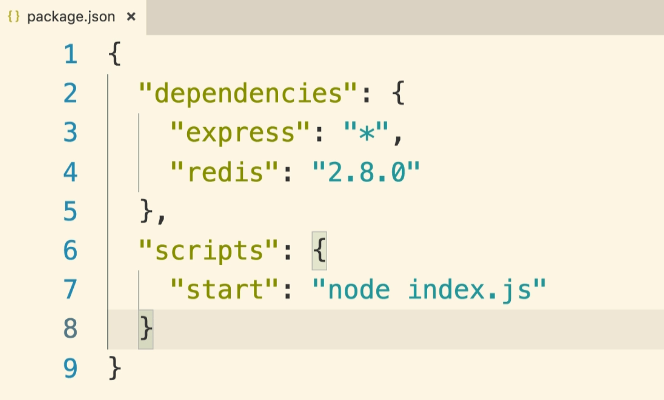 {} package.json ×
1 {
2 "dependencies": {
3 "express": "*",
4 "redis": "2.8.0"
5 },
6 "scripts": {
7 "start": "node index.js"
8 }
9 }